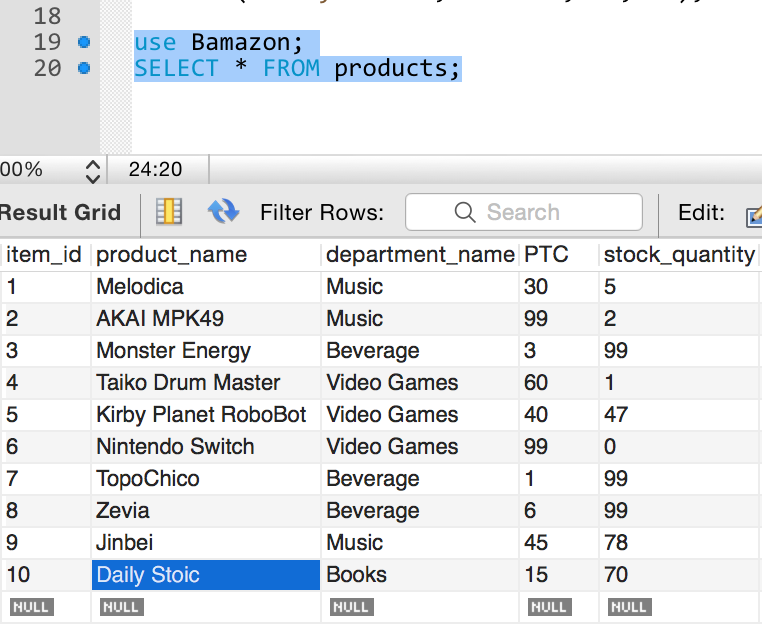 18
19 use Bamazon;
20 SELECT * FROM products;
00% 24:20
Result Grid Filter Rows: Search Edit:
item_id product_name department_name PTC stock_quantity
1 Melodica Music 30 5
2 AKAI MPK49 Music 99 2
3 Monster Energy Beverage 3 99
4 Taiko Drum Master Video Games 60 1
5 Kirby Planet RoboBot Video Games 40 47
6 Nintendo Switch Video Games 99 0
7 TopoChico Beverage 1 99
8 Zevia Beverage 6 99
9 Jinbei Music 45 78
10 Daily Stoic Books 15 70
NULL NULL NULL NULL NULL